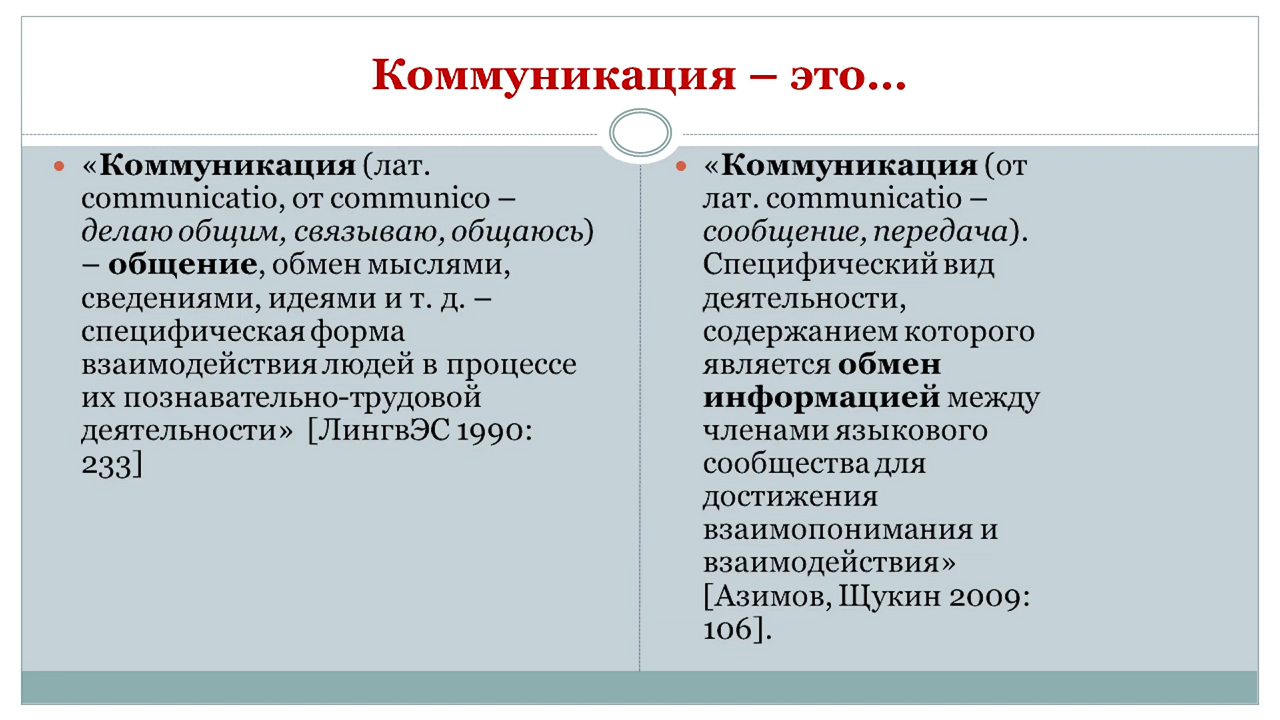 Коммуникация – это...
«Коммуникация (лат.
communicatio, от communico –
делаю общим, связываю, общаюсь)
– общение, обмен мыслями,
сведениями, идеями и т. д. –
специфическая форма
взаимодействия людей в процессе
их познавательно-трудовой
деятельности» [ЛингвЭС 1990:
233]
«Коммуникация (от
лат. communicatio –
сообщение, передача).
Специфический вид
деятельности,
содержанием которого
является обмен
информацией между
членами языкового
сообщества для
достижения
взаимопонимания и
взаимодействия»
[Азимов, Щукин 2009:
106].